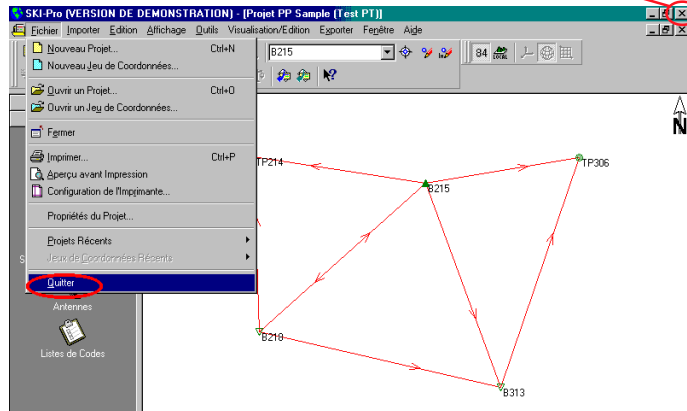 SKI-Pro (VERSION DE DEMONSTRATION) - [Projet PP Sample (Test PT)]
Fichier Importer Edition Affichage Outils Visualisation/Edition Exporter Fenêtre Aide
Nouveau Projet... Ctrl+N
B215
84
LOCAL
Nouveau Jeu de Coordonnées...
Ouvrir un Projet... Ctrl+O
Ouvrir un Jeu de Coordonnées...
Fermer
Imprimer... Ctrl+P
Aperçu avant Impression
Configuration de l'Imprimante...
Propriétés du Projet...
Projets Récents
Jeux de Coordonnées Récents
Quitter
Antennes
Listes de Codes
N
TP214
B215
TP306
B218
B313